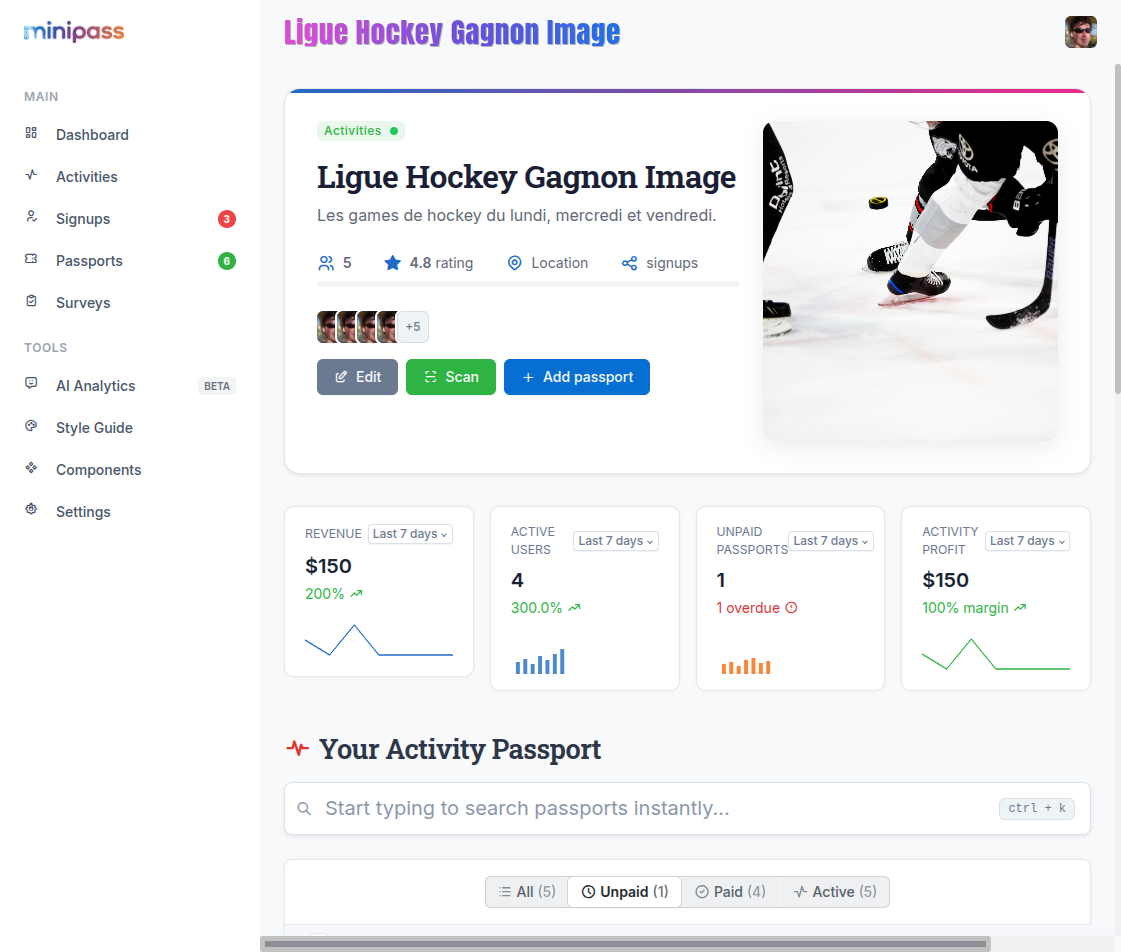 minipass
Ligue Hockey Gagnon Image
MAIN
Dashboard
Activities
Signups 3
Passports 6
Surveys
TOOLS
AI Analytics BETA
Style Guide
Components
Settings
Activities
Ligue Hockey Gagnon Image
Les games de hockey du lundi, mercredi et vendredi.
5 4.8 rating Location signups
+5
Edit Scan + Add passport
REVENUE Last 7 days
$150
200%
ACTIVE USERS Last 7 days
4
300.0%
UNPAID PASSPORTS Last 7 days
1
1 overdue
ACTIVITY PROFIT Last 7 days
$150
100% margin
Your Activity Passport
Start typing to search passports instantly... ctrl + k
All (5) Unpaid (1) Paid (4) Active (5)